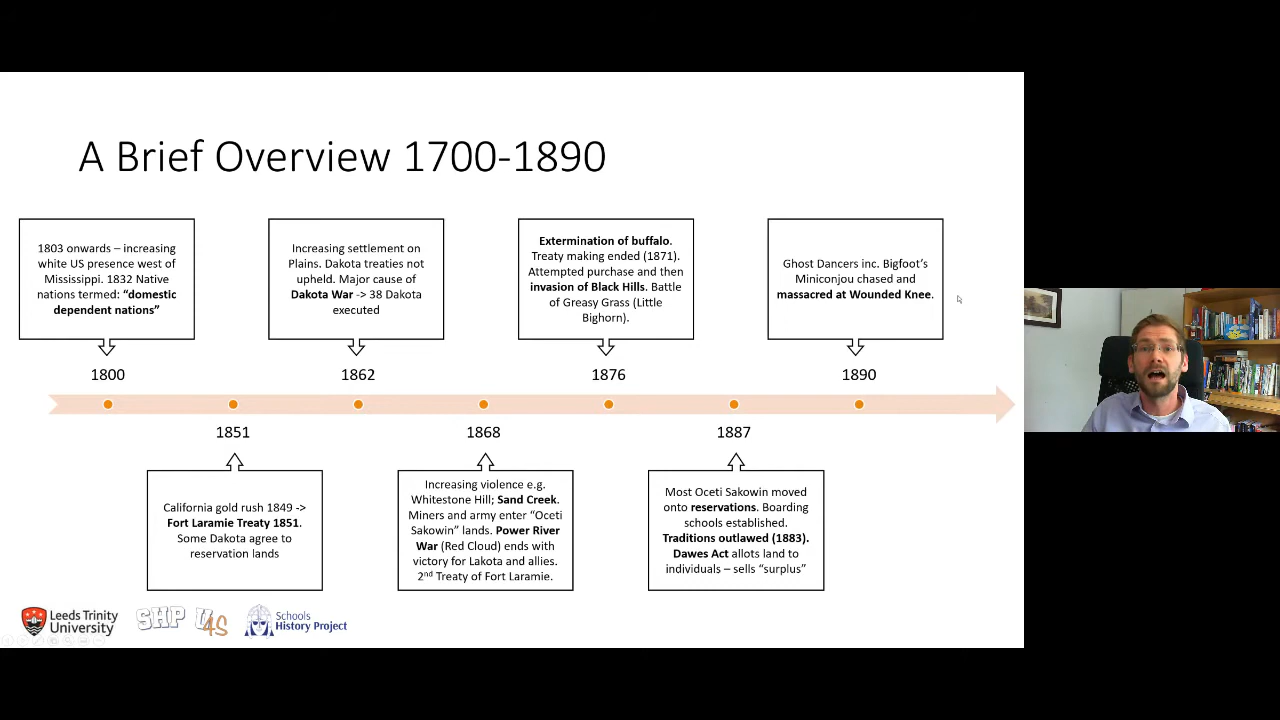 A Brief Overview 1700-1890
1803 onwards – increasing
white US presence west of
Mississippi. 1832 Native
nations termed: “domestic
dependent nations”
Increasing settlement on
Plains. Dakota treaties not
upheld. Major cause of
Dakota War -> 38 Dakota
executed
Extermination of buffalo.
Treaty making ended (1871).
Attempted purchase and then
invasion of Black Hills. Battle
of Greasy Grass (Little
Bighorn).
Ghost Dancers inc. Bigfoot’s
Miniconjou chased and
massacred at Wounded Knee.
1800
1862
1876
1890
1851
1868
1887
California gold rush 1849 ->
Fort Laramie Treaty 1851.
Some Dakota agree to
reservation lands
Increasing violence e.g.
Whitestone Hill; Sand Creek.
Miners and army enter “Oceti
Sakowin” lands. Power River
War (Red Cloud) ends with
victory for Lakota and allies.
2nd Treaty of Fort Laramie.
Most Oceti Sakowin moved
onto reservations. Boarding
schools established.
Traditions outlawed (1883).
Dawes Act allots land to
individuals – sells “surplus”
Leeds Trinity
University
SHP
U4S
Schools
History Project